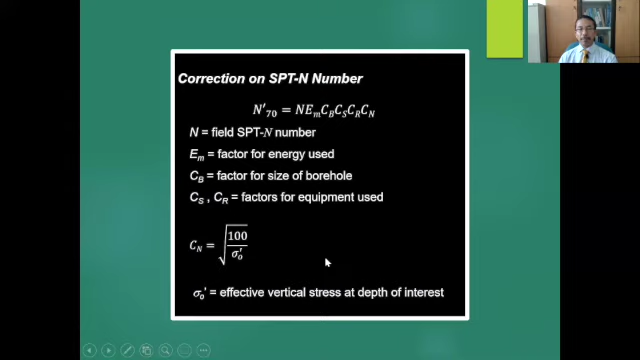 Correction on SPT-N Number
N′70 = NEmCBCSCRCN
N = field SPT-N number
Em = factor for energy used
CB = factor for size of borehole
CS , CR = factors for equipment used
CN = √(100/σo′)
σo′ = effective vertical stress at depth of interest